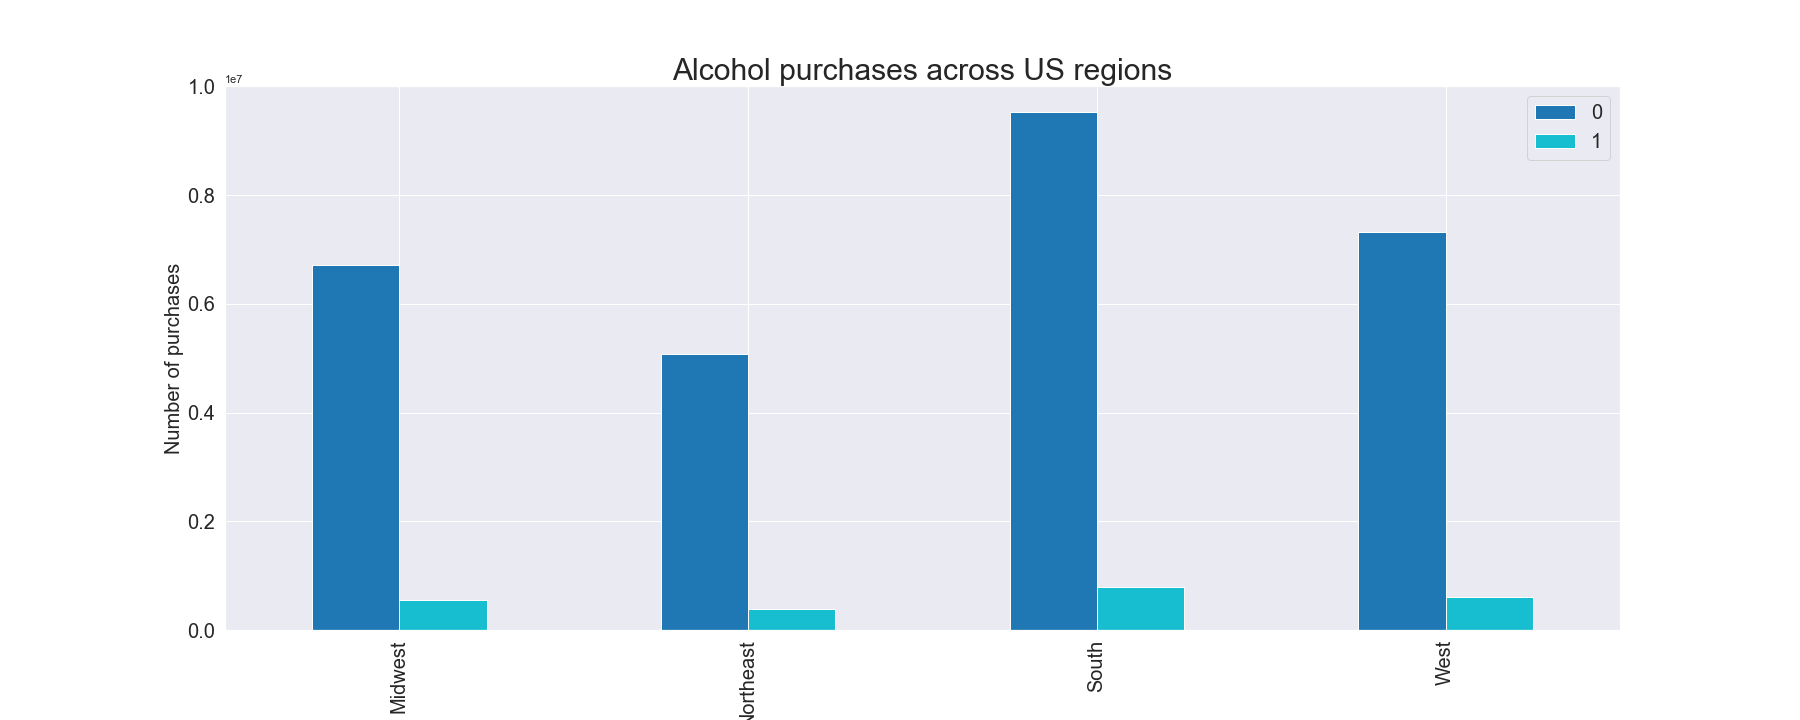 Alcohol purchases across US regions
1e7
1.0
0.8
0.6
0.4
0.2
0.0
Number of purchases
0
1
Midwest
Northeast
South
West